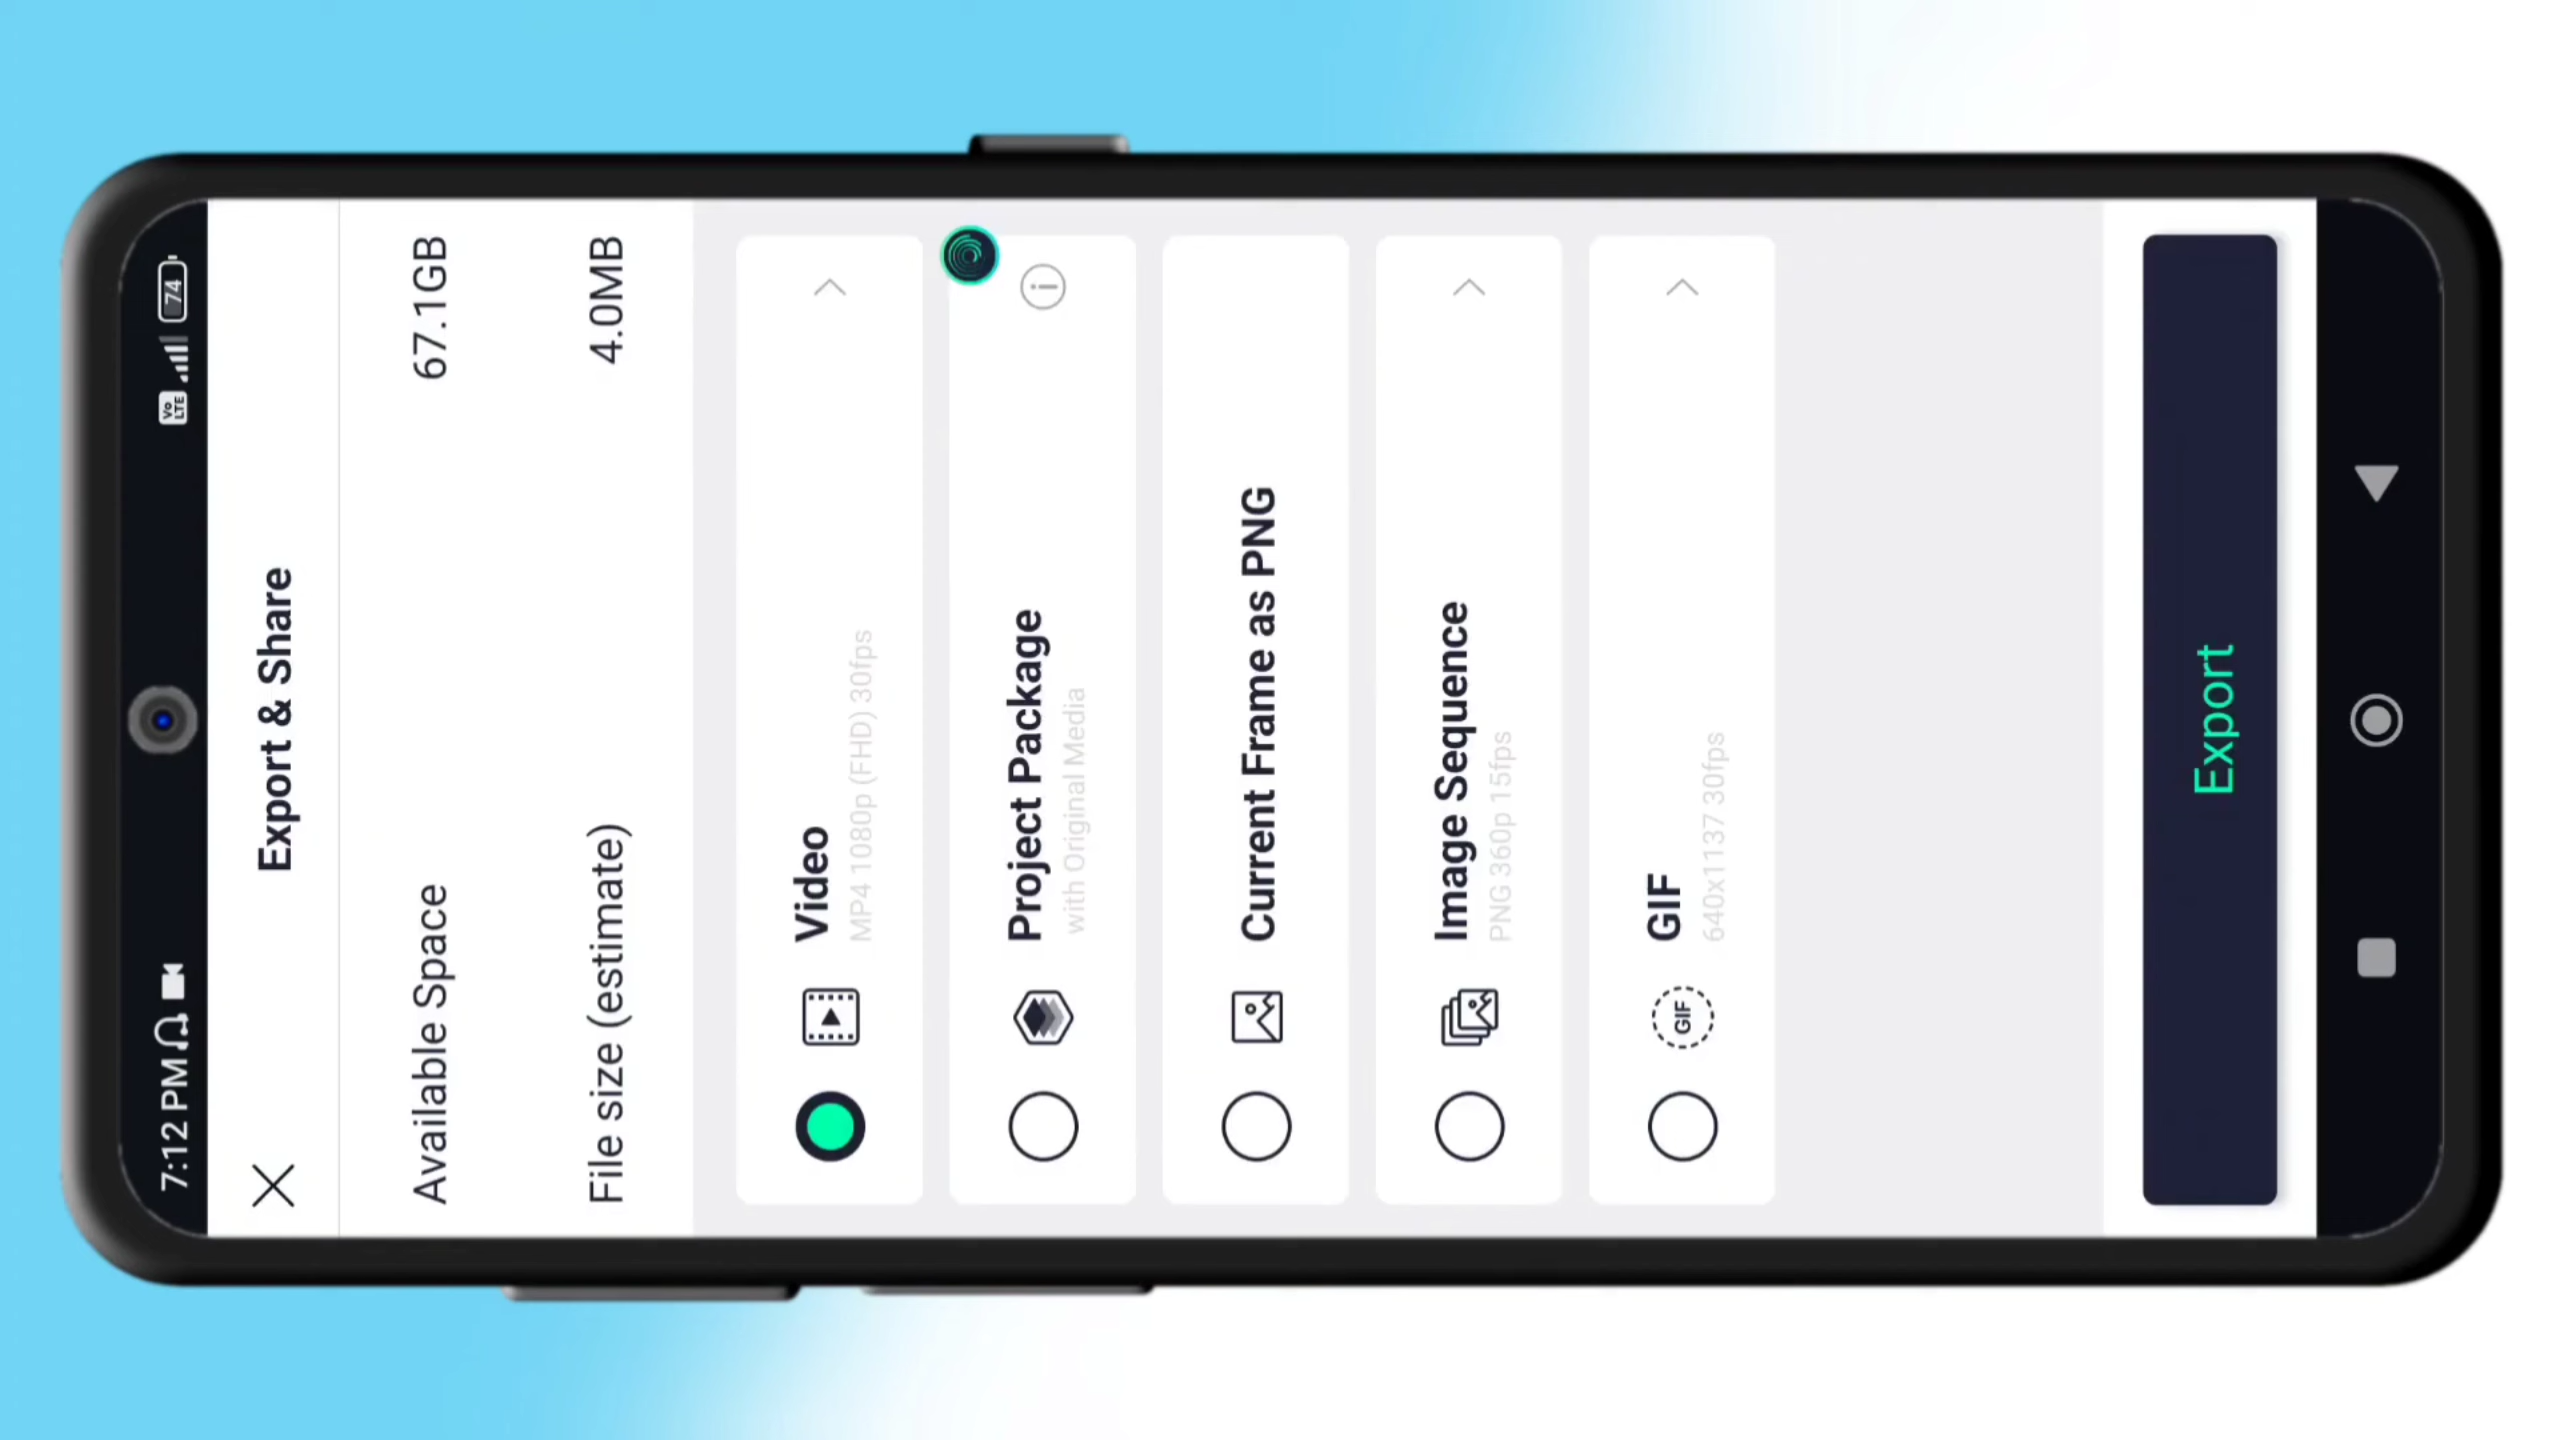 7:12 PM
Vo
LTE
74
Export & Share
Available Space 67.1GB
File size (estimate) 4.0MB
Video
MP4 1080p (FHD) 30fps
Project Package
with Original Media
Current Frame as PNG
Image Sequence
PNG 360p 15fps
GIF
GIF
640x1137 30fps
Export